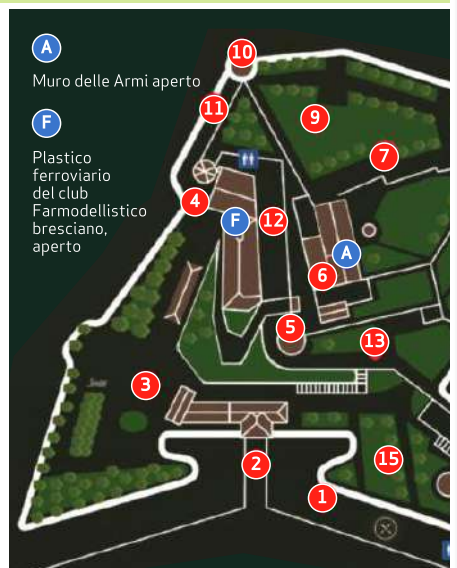 A
Muro delle Armi aperto
F
Plastico
ferroviario
del club
Farmodellistico
bresciano,
aperto
10
11
9
7
4
F
12
A
6
5
13
3
2
15
1